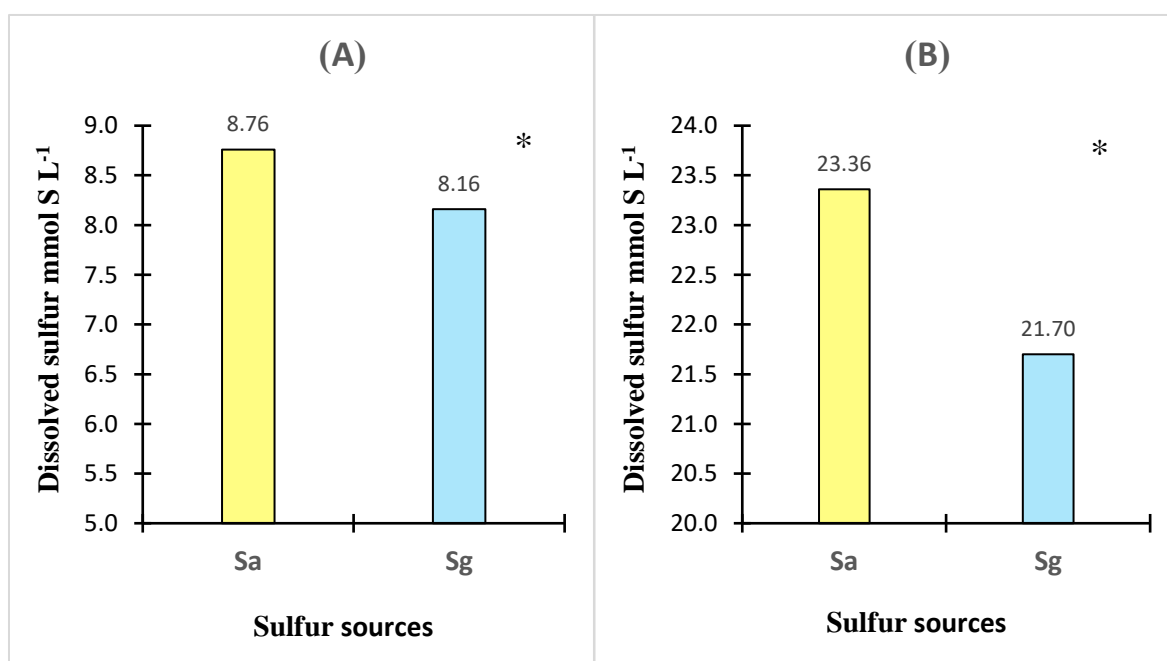 (A)
Dissolved sulfur mmol S L-1
9.0
8.5
8.0
7.5
7.0
6.5
6.0
5.5
5.0
8.76
8.16
*
Sa
Sg
Sulfur sources
(B)
Dissolved sulfur mmol S L-1
24.0
23.5
23.0
22.5
22.0
21.5
21.0
20.5
20.0
23.36
21.70
*
Sa
Sg
Sulfur sources